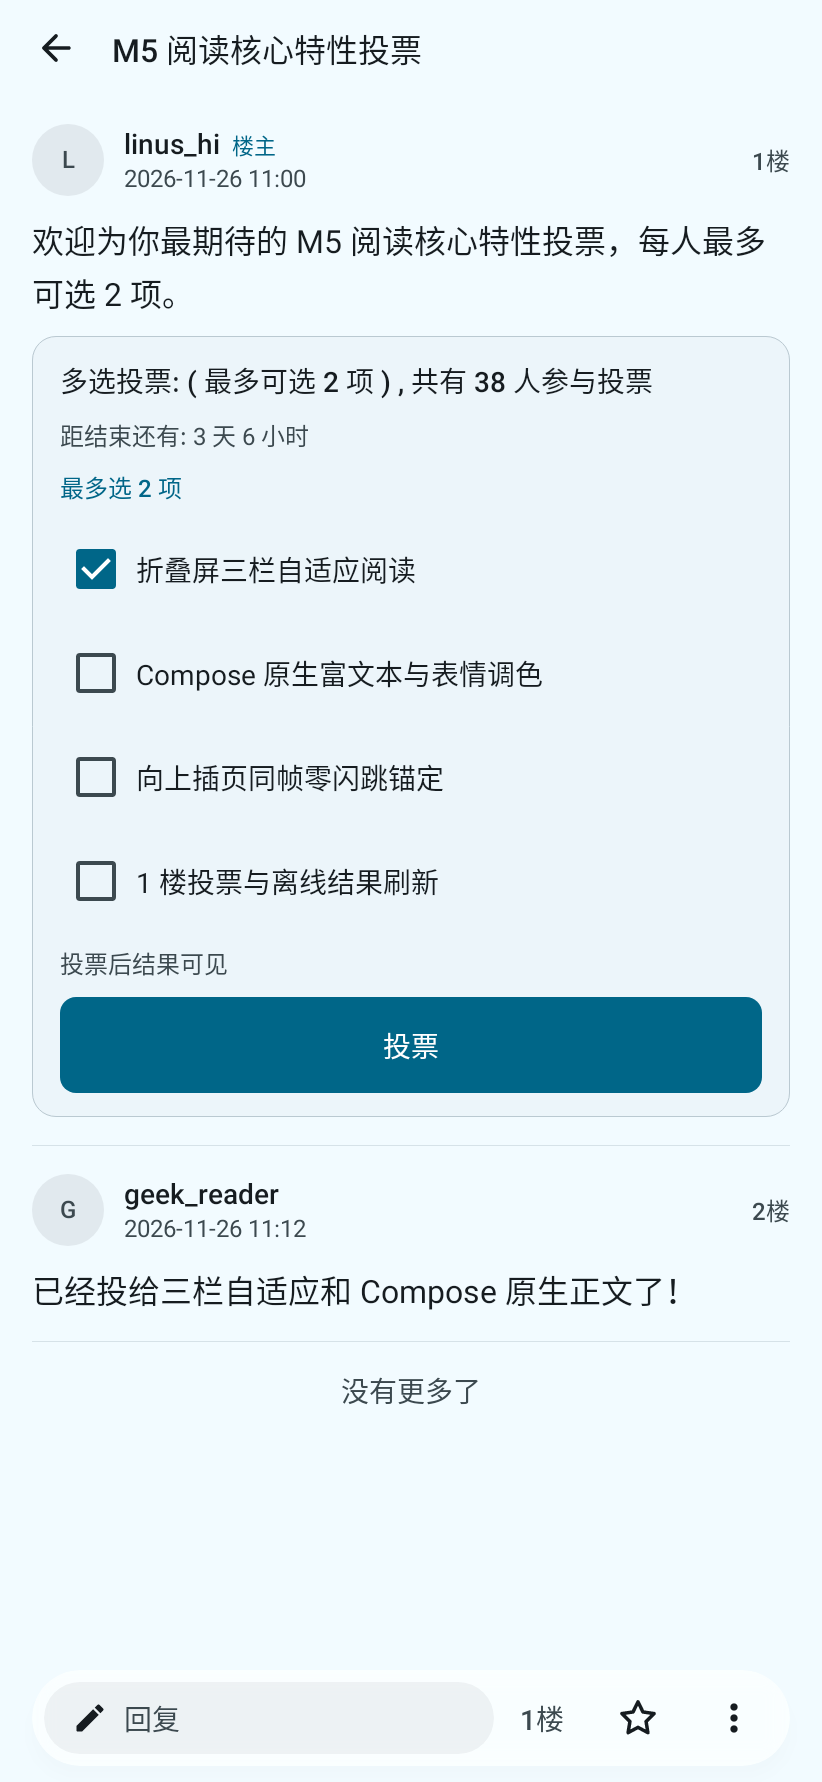 M5 阅读核心特性投票
L
linus_hi 楼主
2026-11-26 11:00
1楼
欢迎为你最期待的 M5 阅读核心特性投票，每人最多
可选 2 项。
多选投票: ( 最多可选 2 项 ) , 共有 38 人参与投票
距结束还有: 3 天 6 小时
最多选 2 项
折叠屏三栏自适应阅读
Compose 原生富文本与表情调色
向上插页同帧零闪跳锚定
1 楼投票与离线结果刷新
投票后结果可见
投票
G
geek_reader
2026-11-26 11:12
2楼
已经投给三栏自适应和 Compose 原生正文了！
没有更多了
回复
1楼